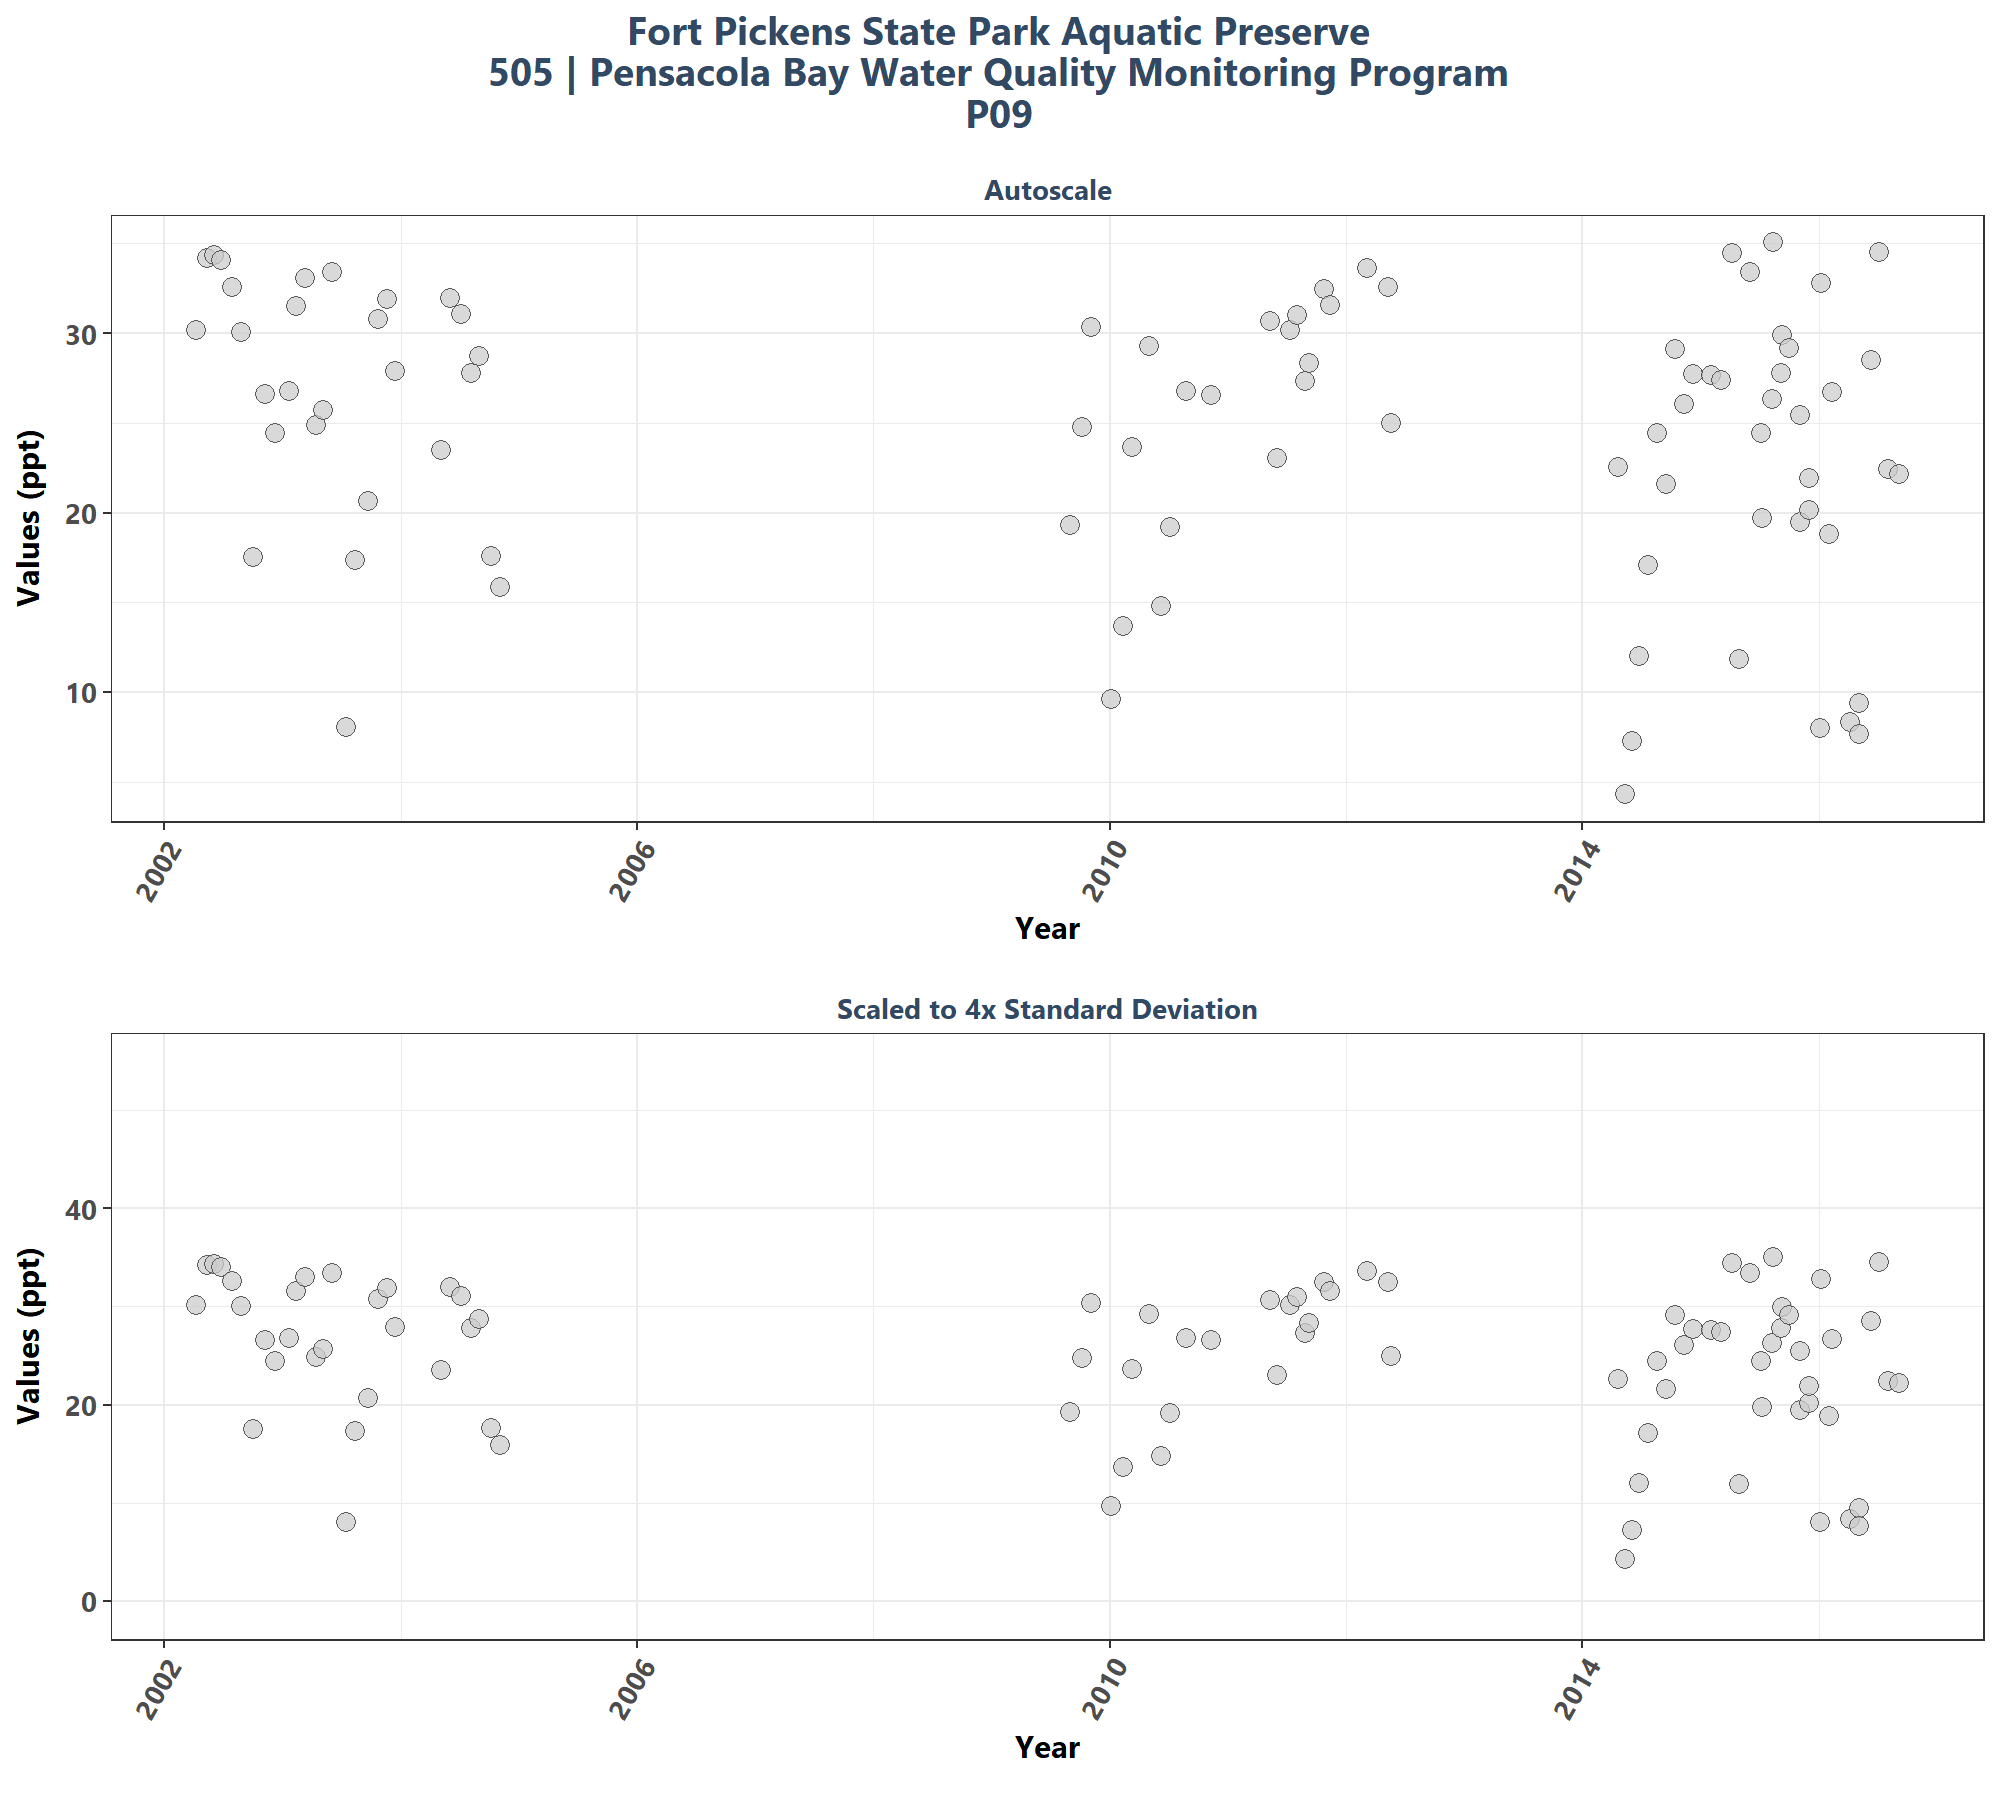 Fort Pickens State Park Aquatic Preserve
505 | Pensacola Bay Water Quality Monitoring Program
P09
Autoscale
Values (ppt)
30
20
10
2002
2006
2010
2014
Year
Scaled to 4x Standard Deviation
Values (ppt)
40
20
0
2002
2006
2010
2014
Year